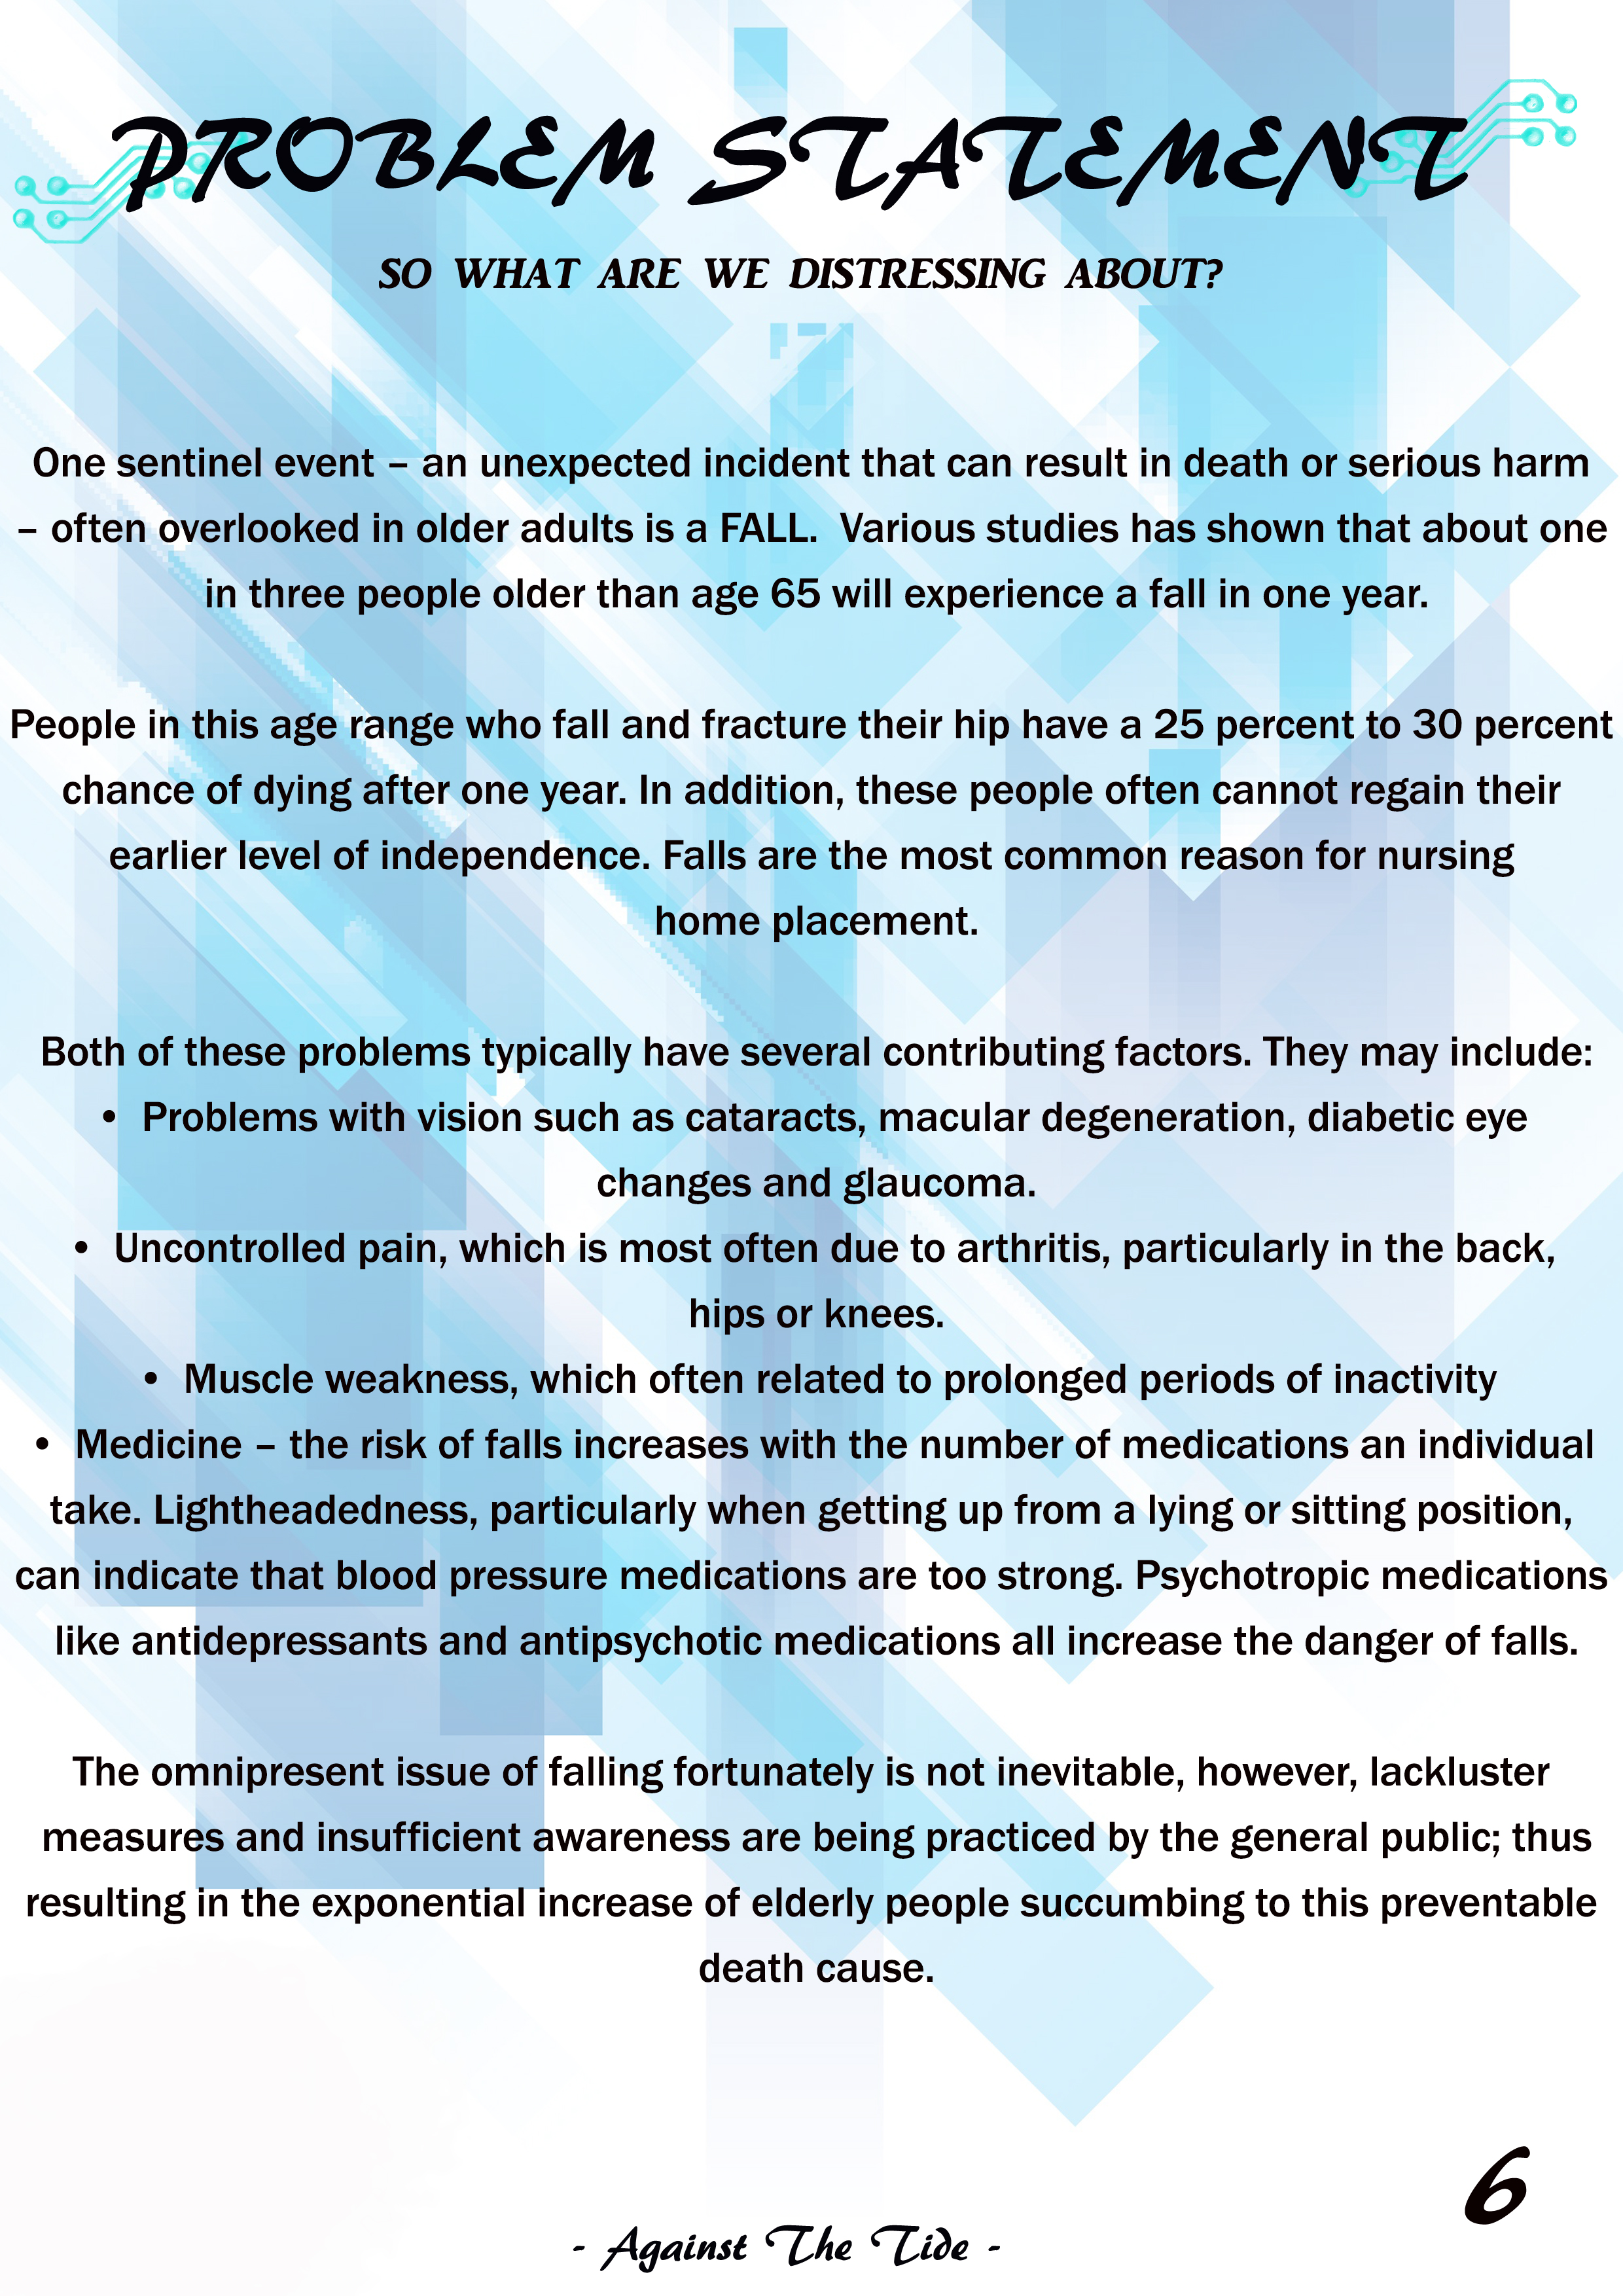 PROBLEM STATEMENT
SO WHAT ARE WE DISTRESSING ABOUT?
One sentinel event – an unexpected incident that can result in death or serious harm
– often overlooked in older adults is a FALL.  Various studies has shown that about one
in three people older than age 65 will experience a fall in one year.
People in this age range who fall and fracture their hip have a 25 percent to 30 percent
chance of dying after one year. In addition, these people often cannot regain their
earlier level of independence. Falls are the most common reason for nursing
home placement.
Both of these problems typically have several contributing factors. They may include:
• Problems with vision such as cataracts, macular degeneration, diabetic eye
changes and glaucoma.
• Uncontrolled pain, which is most often due to arthritis, particularly in the back,
hips or knees.
• Muscle weakness, which often related to prolonged periods of inactivity
• Medicine – the risk of falls increases with the number of medications an individual
take. Lightheadedness, particularly when getting up from a lying or sitting position,
can indicate that blood pressure medications are too strong. Psychotropic medications
like antidepressants and antipsychotic medications all increase the danger of falls.
The omnipresent issue of falling fortunately is not inevitable, however, lackluster
measures and insufficient awareness are being practiced by the general public; thus
resulting in the exponential increase of elderly people succumbing to this preventable
death cause.
6
- Against The Tide -